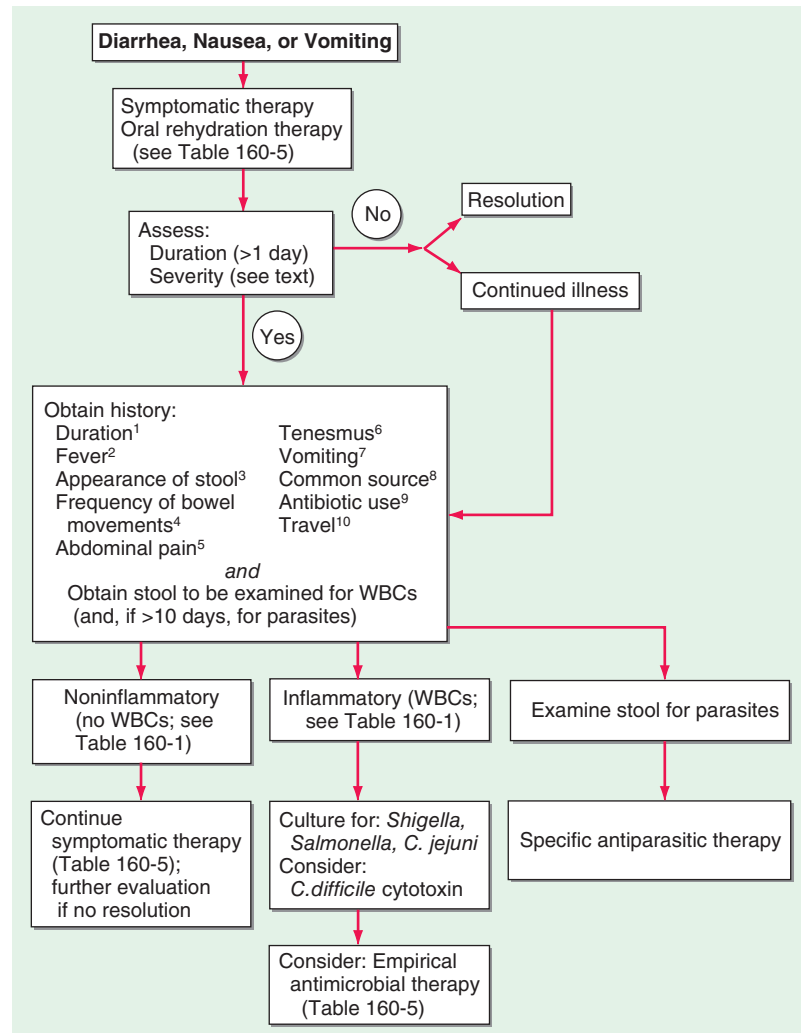 Diarrhea, Nausea, or Vomiting
Symptomatic therapy
Oral rehydration therapy
(see Table 160-5)
Assess:
Duration (>1 day)
Severity (see text)
No
Resolution
Continued illness
Yes
Obtain history:
Duration¹
Fever²
Appearance of stool³
Frequency of bowel
movements⁴
Abdominal pain⁵
Tenesmus⁶
Vomiting⁷
Common source⁸
Antibiotic use⁹
Travel¹⁰
and
Obtain stool to be examined for WBCs
(and, if >10 days, for parasites)
Noninflammatory
(no WBCs; see
Table 160-1)
Continue
symptomatic therapy
(Table 160-5);
further evaluation
if no resolution
Inflammatory (WBCs;
see Table 160-1)
Culture for: Shigella,
Salmonella, C. jejuni
Consider:
C.difficile cytotoxin
Consider: Empirical
antimicrobial therapy
(Table 160-5)
Examine stool for parasites
Specific antiparasitic therapy